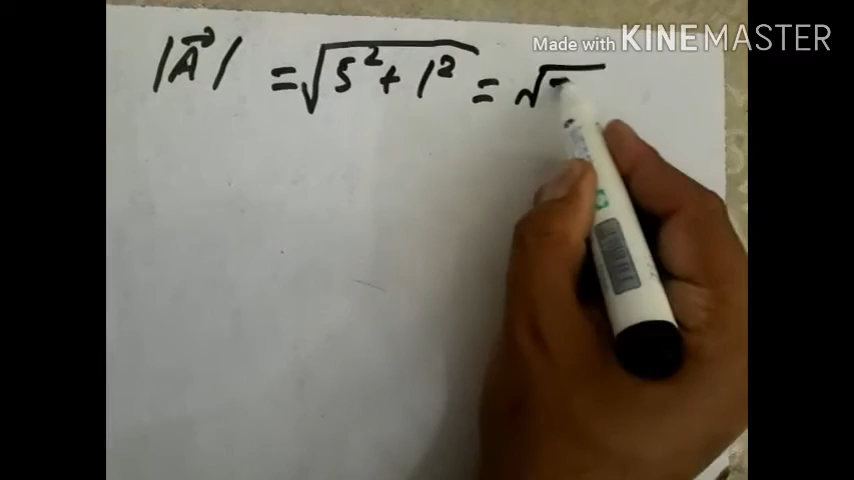 Made with KINEMASTER
|A⃗| = √(5² + 1²) = √